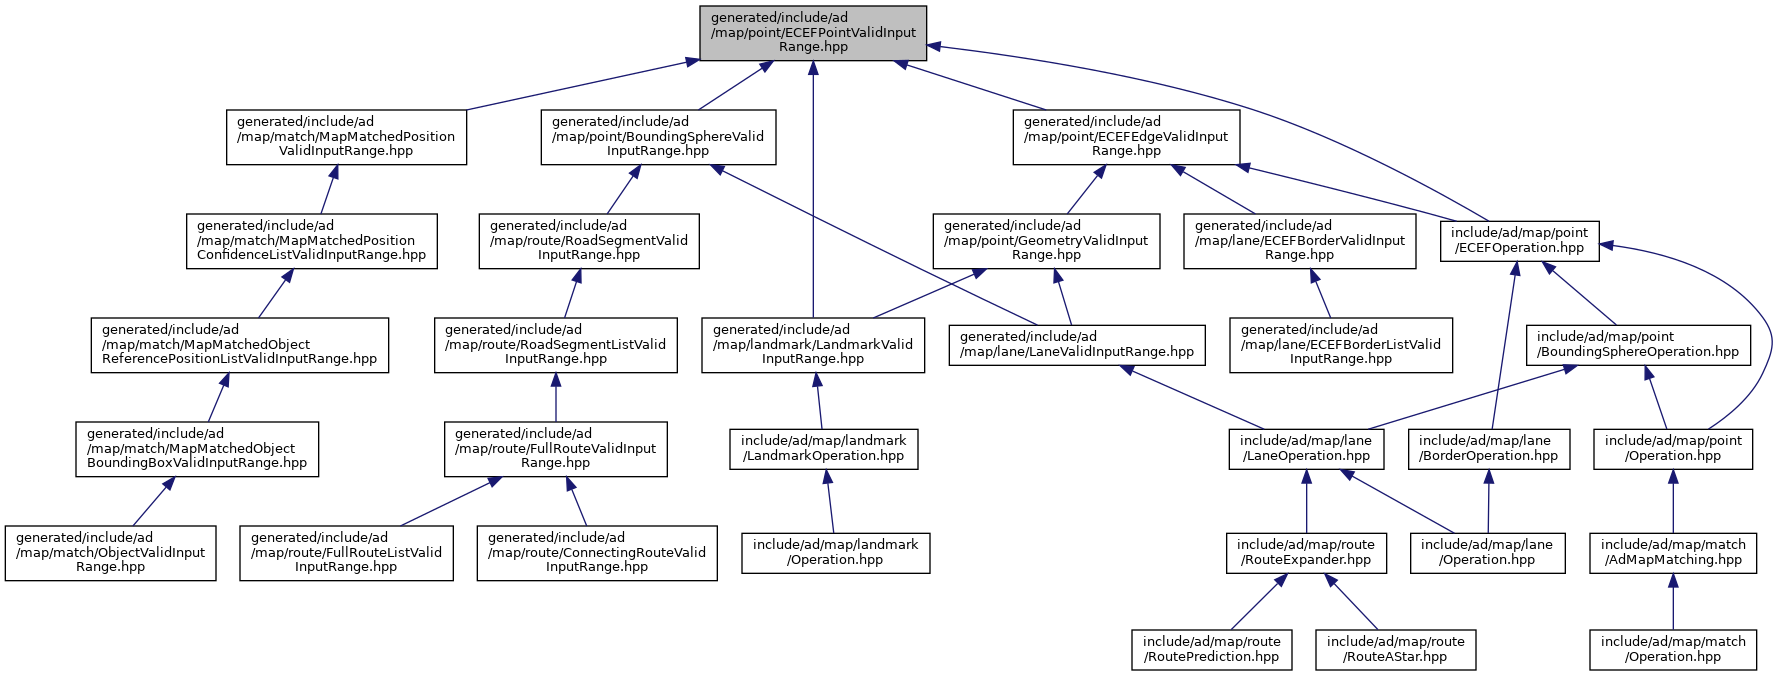 generated/include/ad
/map/point/ECEFPointValidInput
Range.hpp
generated/include/ad
/map/match/MapMatchedPosition
ValidInputRange.hpp
generated/include/ad
/map/point/BoundingSphereValid
InputRange.hpp
generated/include/ad
/map/point/ECEFEdgeValidInput
Range.hpp
generated/include/ad
/map/match/MapMatchedPosition
ConfidenceListValidInputRange.hpp
generated/include/ad
/map/route/RoadSegmentValid
InputRange.hpp
generated/include/ad
/map/point/GeometryValidInput
Range.hpp
generated/include/ad
/map/lane/ECEFBorderValidInput
Range.hpp
include/ad/map/point
/ECEFOperation.hpp
generated/include/ad
/map/match/MapMatchedObject
ReferencePositionListValidInputRange.hpp
generated/include/ad
/map/route/RoadSegmentListValid
InputRange.hpp
generated/include/ad
/map/landmark/LandmarkValid
InputRange.hpp
generated/include/ad
/map/lane/LaneValidInputRange.hpp
generated/include/ad
/map/lane/ECEFBorderListValid
InputRange.hpp
include/ad/map/point
/BoundingSphereOperation.hpp
generated/include/ad
/map/match/MapMatchedObject
BoundingBoxValidInputRange.hpp
generated/include/ad
/map/route/FullRouteValidInput
Range.hpp
include/ad/map/landmark
/LandmarkOperation.hpp
include/ad/map/lane
/LaneOperation.hpp
include/ad/map/lane
/BorderOperation.hpp
include/ad/map/point
/Operation.hpp
generated/include/ad
/map/match/ObjectValidInput
Range.hpp
generated/include/ad
/map/route/FullRouteListValid
InputRange.hpp
generated/include/ad
/map/route/ConnectingRouteValid
InputRange.hpp
include/ad/map/landmark
/Operation.hpp
include/ad/map/route
/RouteExpander.hpp
include/ad/map/lane
/Operation.hpp
include/ad/map/match
/AdMapMatching.hpp
include/ad/map/route
/RoutePrediction.hpp
include/ad/map/route
/RouteAStar.hpp
include/ad/map/match
/Operation.hpp